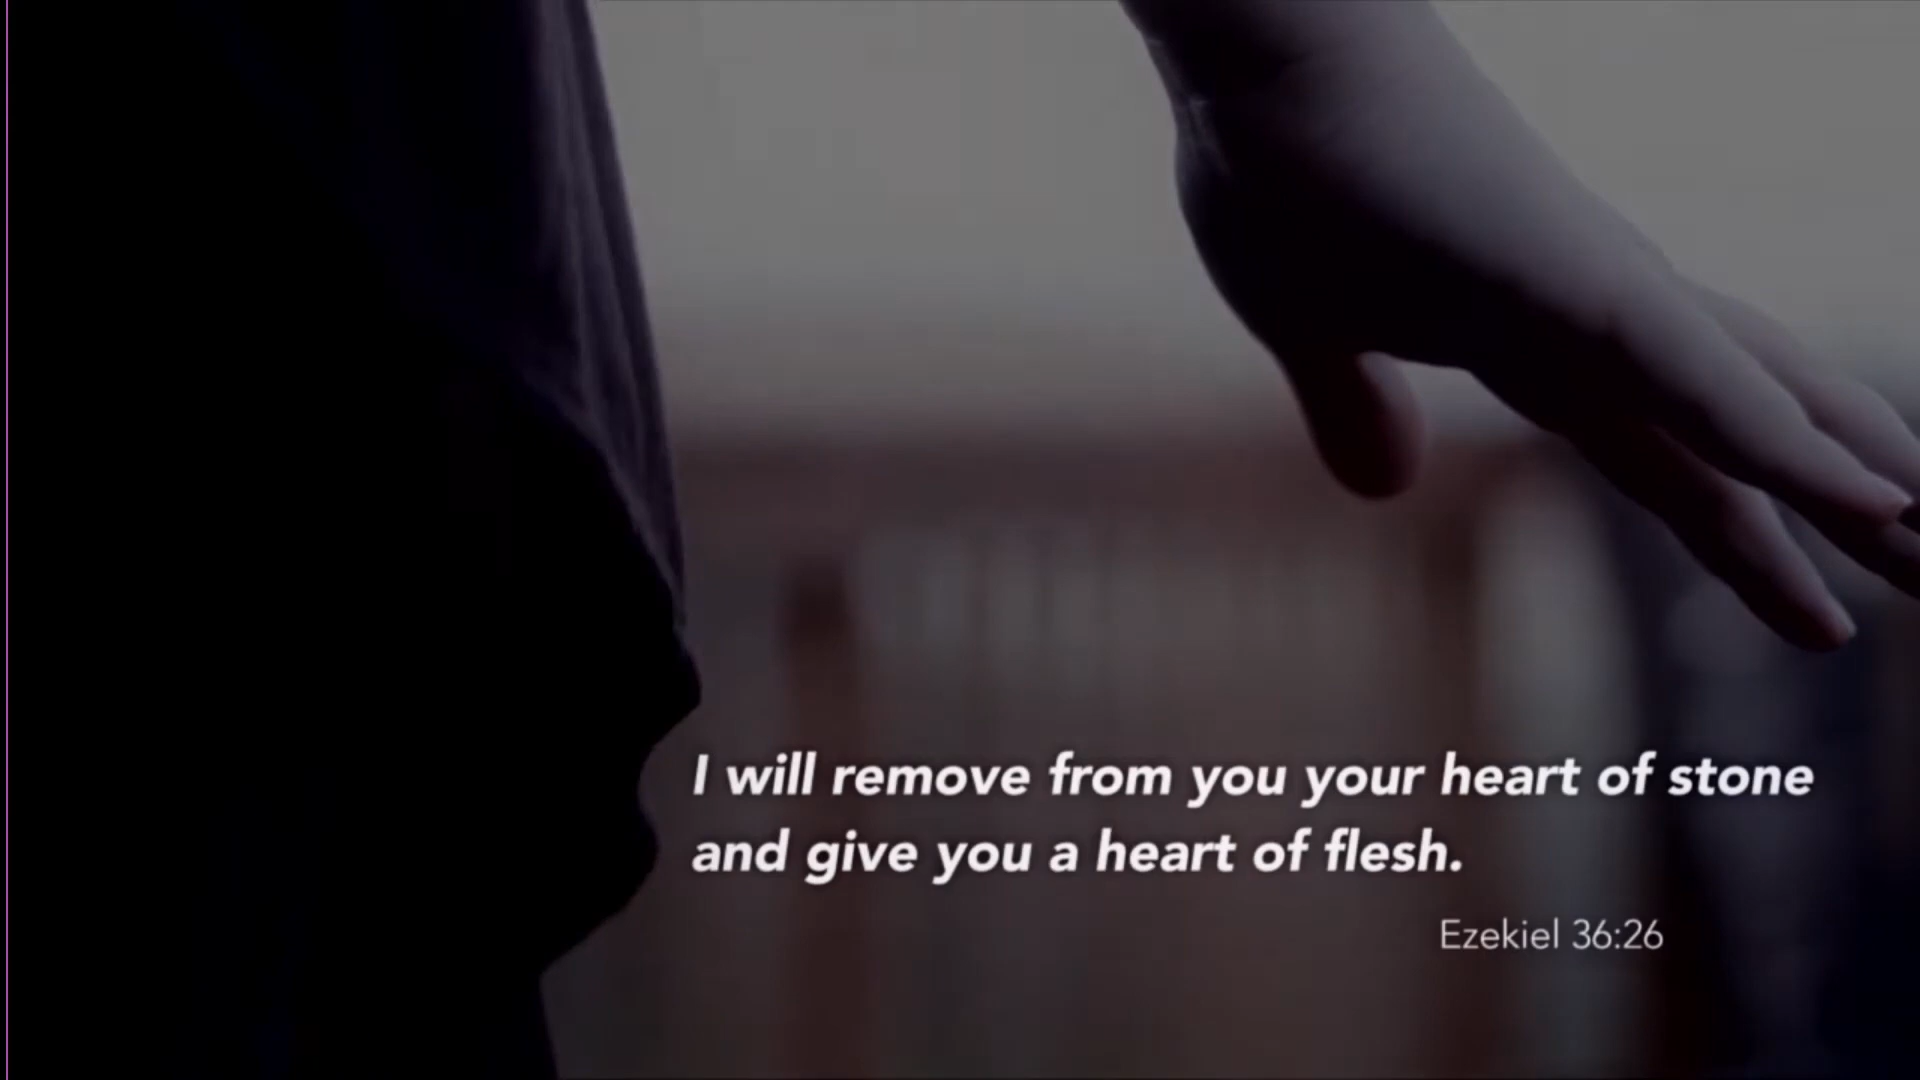 I will remove from you your heart of stone
and give you a heart of flesh.
Ezekiel 36:26